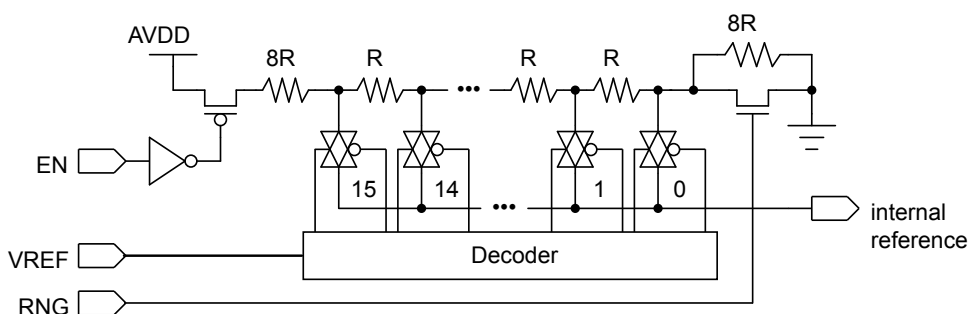 8R
AVDD
8R R R R
EN
15 14 1 0
internal
reference
Decoder
VREF
RNG